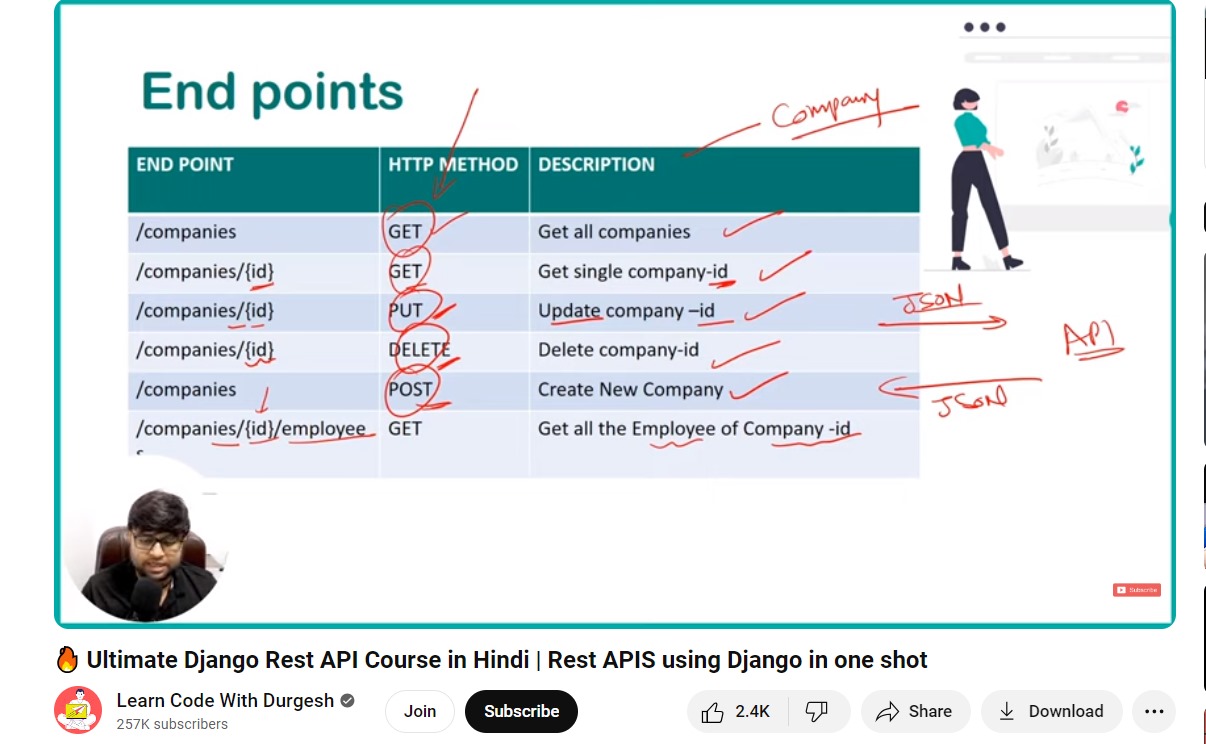 End points
Company
END POINT HTTP METHOD DESCRIPTION
/companies GET Get all companies
/companies/{id} GET Get single company-id
/companies/{id} PUT Update company –id
JSON
API
/companies/{id} DELETE Delete company-id
/companies POST Create New Company
JSON
/companies/{id}/employee GET Get all the Employee of Company -id
s
Subscribe
🔥 Ultimate Django Rest API Course in Hindi | Rest APIS using Django in one shot
Learn Code With Durgesh
257K subscribers
Join
Subscribe
2.4K
Share
Download